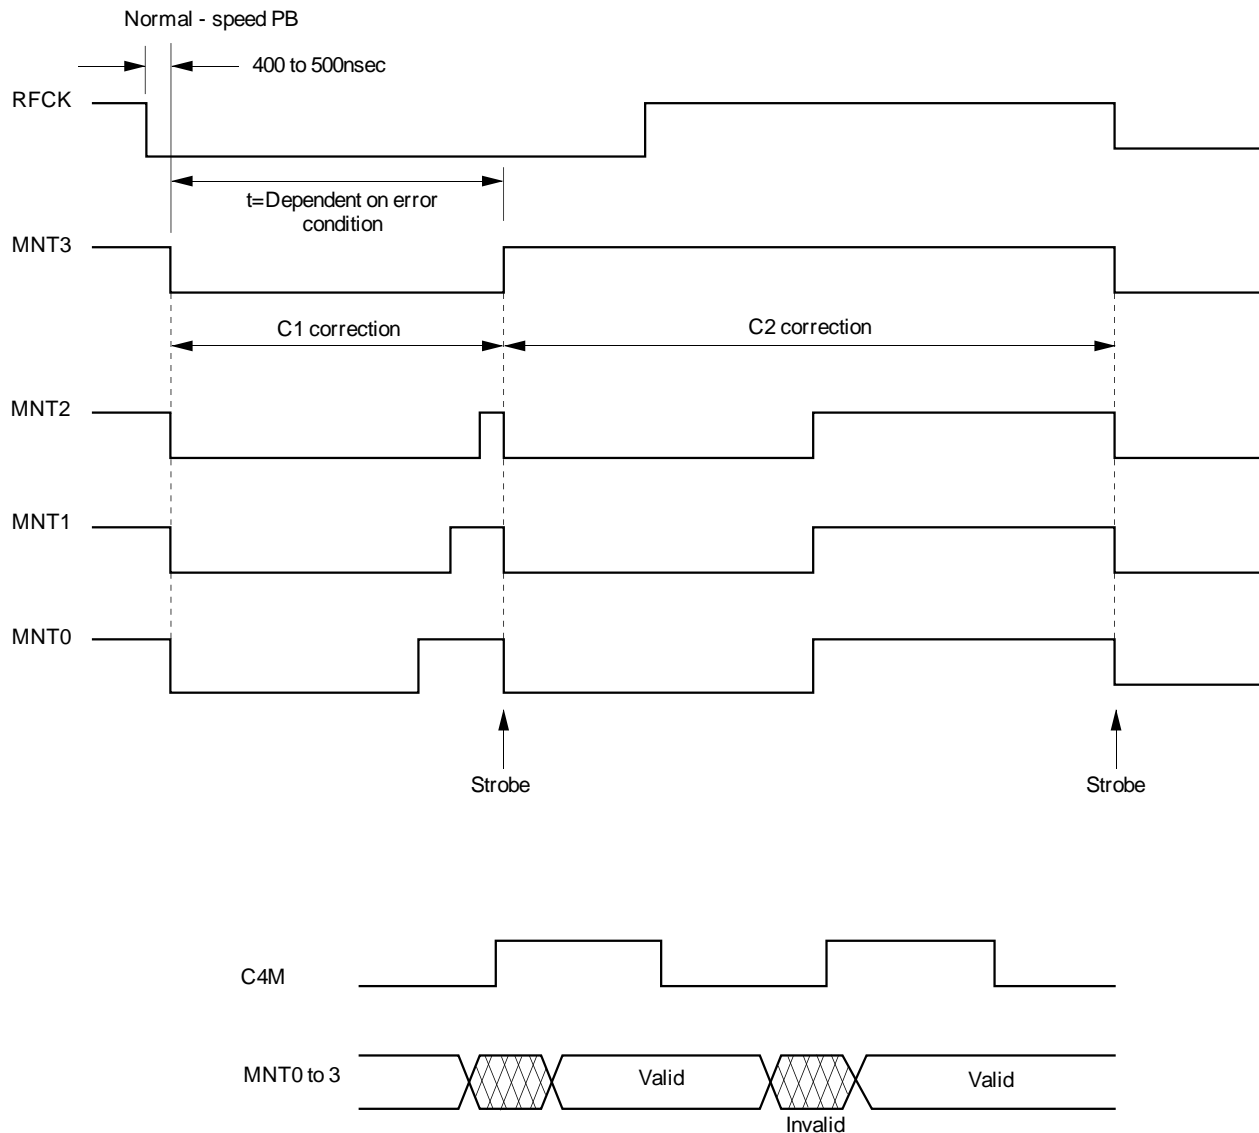 Normal - speed PB
400 to 500nsec
RFCK
t=Dependent on error
condition
MNT3
C1 correction
C2 correction
MNT2
MNT1
MNT0
Strobe
Strobe
C4M
MNT0 to 3
Valid
Valid
Invalid